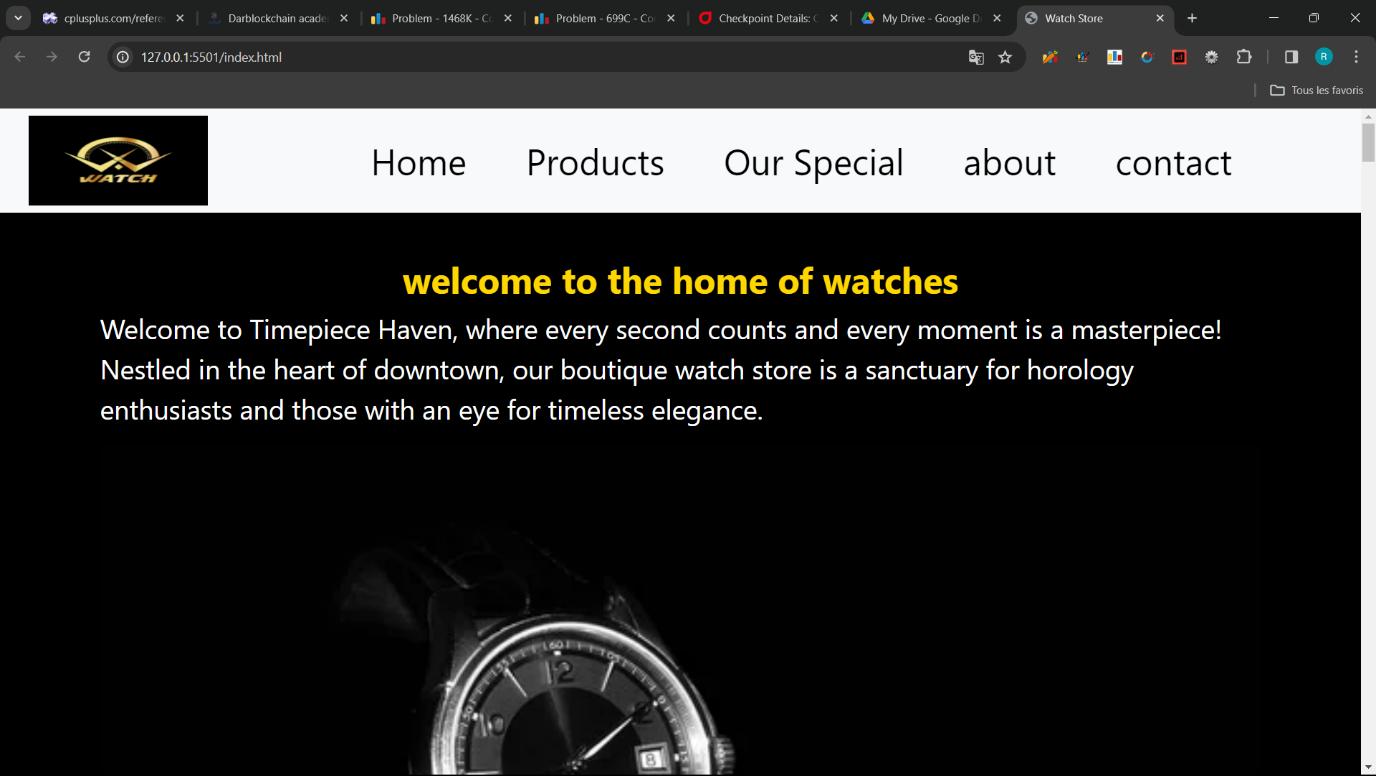 cplusplus.com/refere
Darblockchain acade
Problem - 1468K - Co
Problem - 699C - Co
Checkpoint Details: C
My Drive - Google D
Watch Store
127.0.0.1:5501/index.html
R
Tous les favoris
WATCH
Home Products Our Special about contact
welcome to the home of watches
Welcome to Timepiece Haven, where every second counts and every moment is a masterpiece!
Nestled in the heart of downtown, our boutique watch store is a sanctuary for horology
enthusiasts and those with an eye for timeless elegance.
60
12
10
8